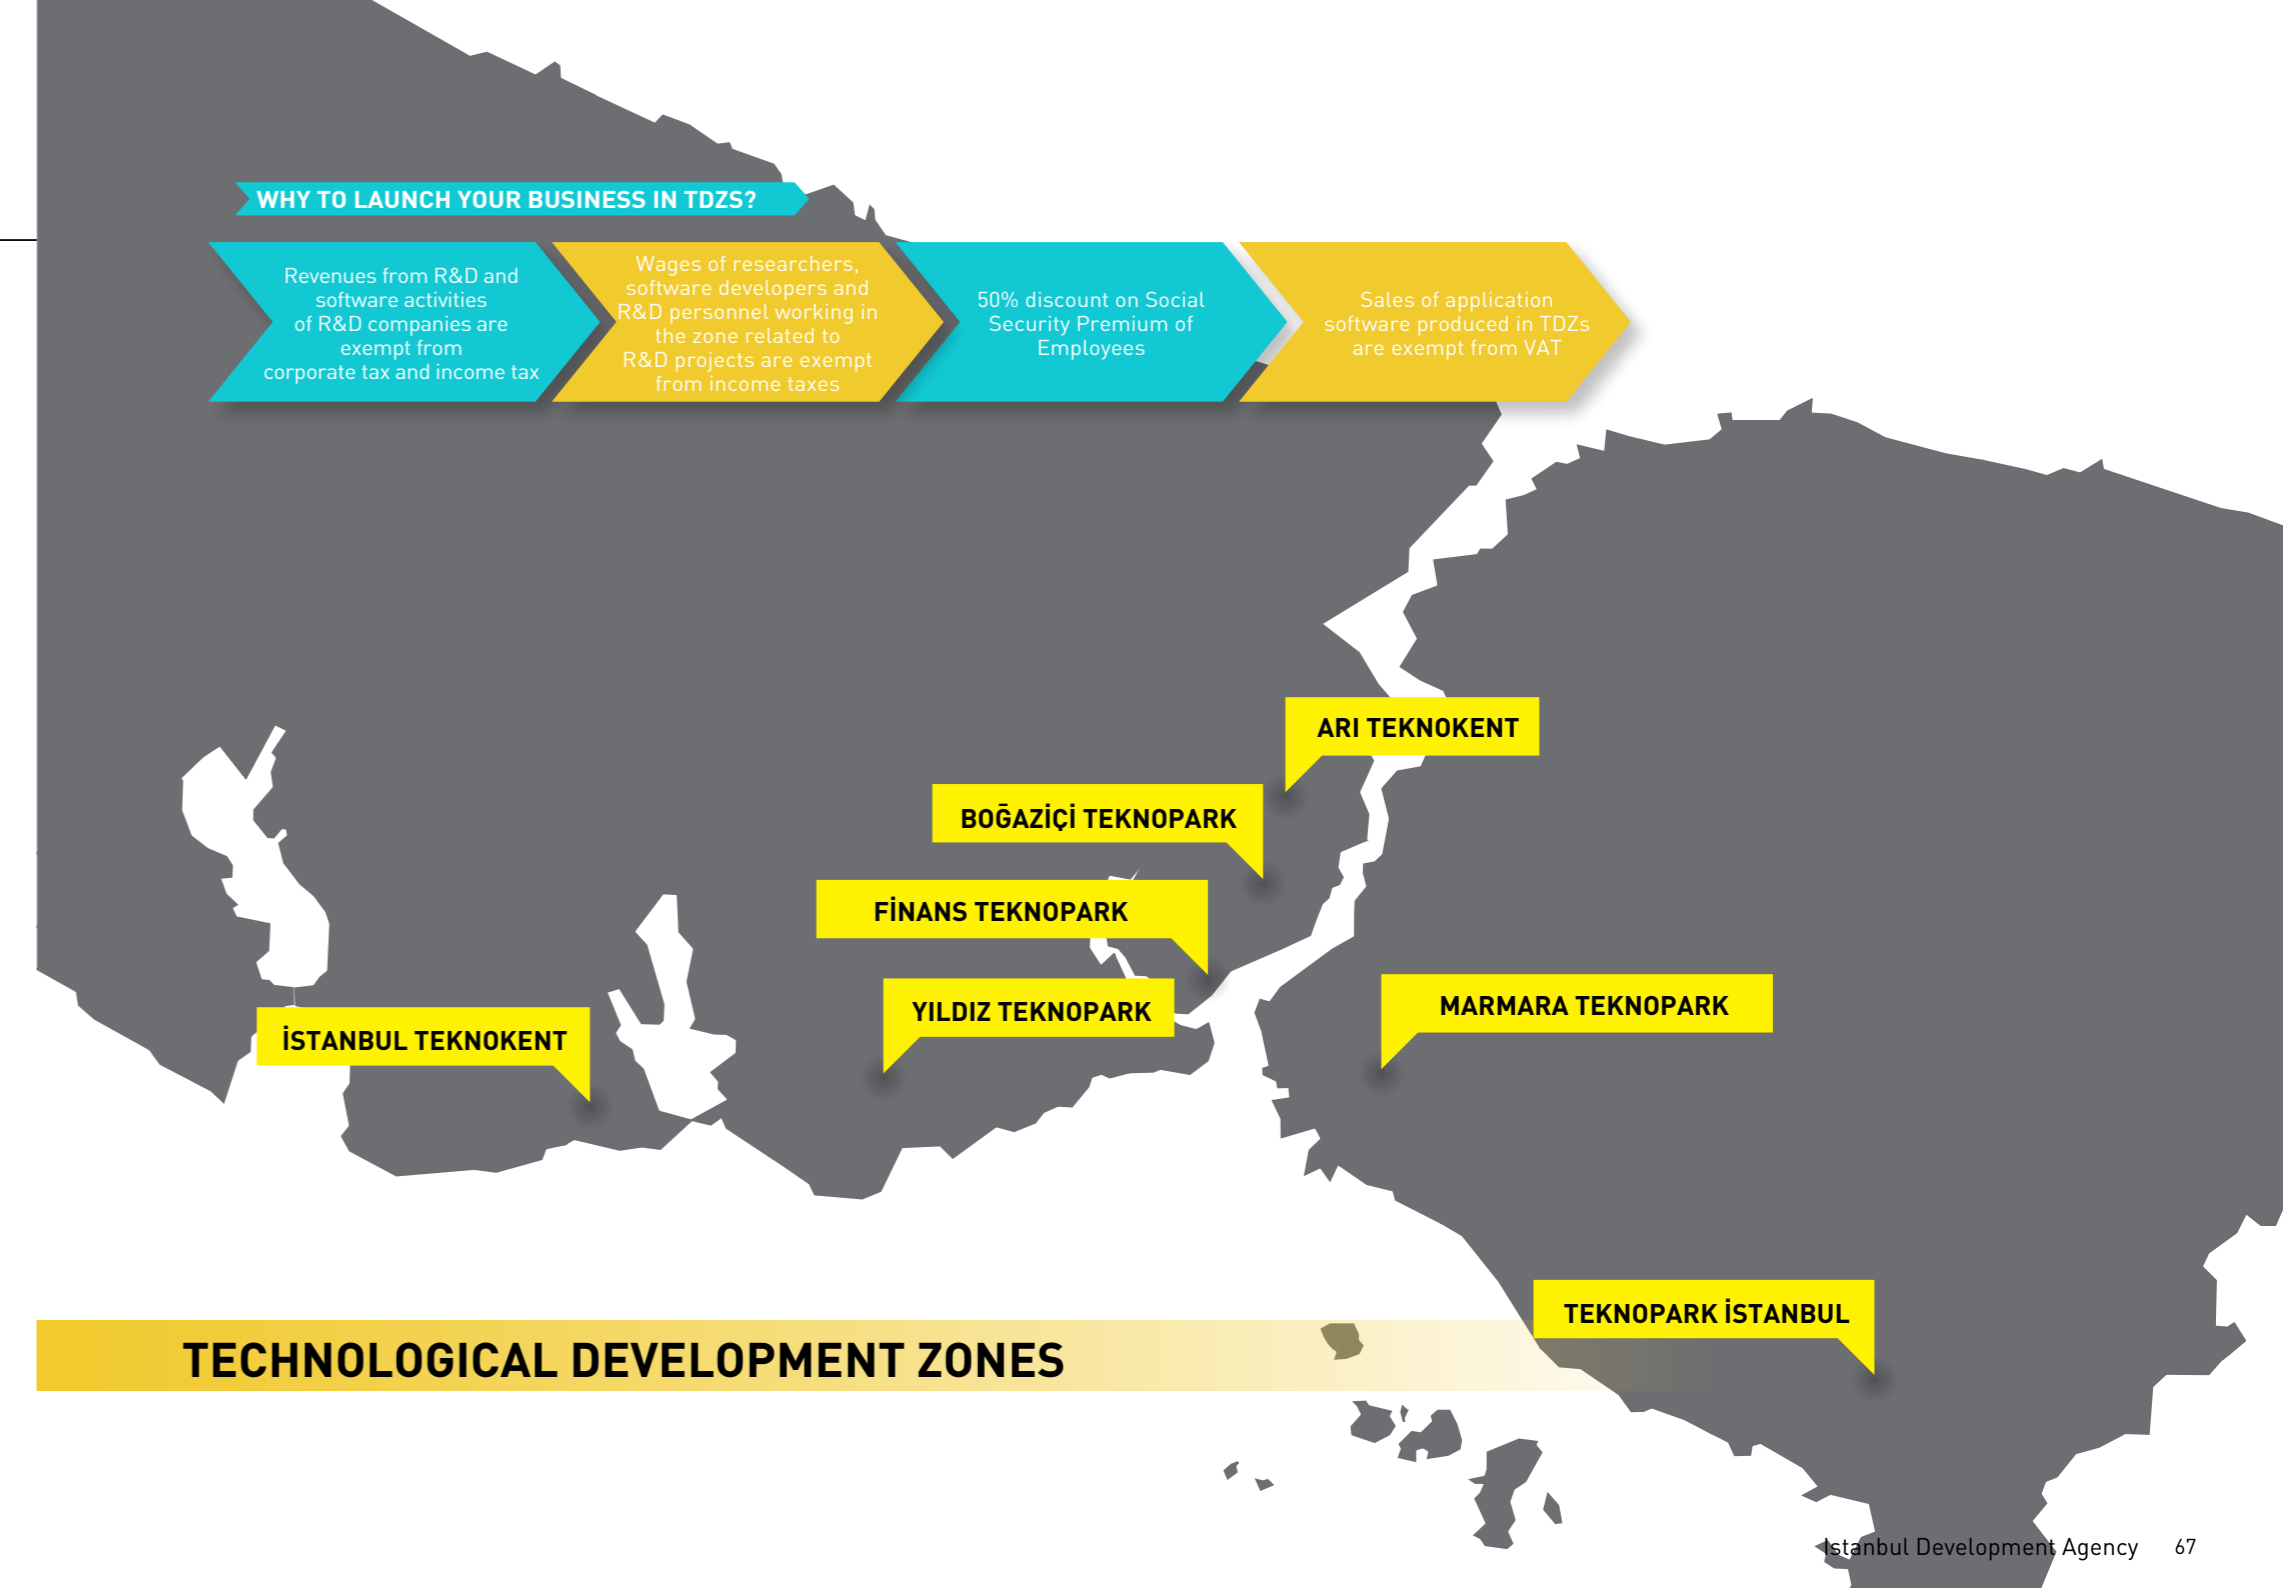 WHY TO LAUNCH YOUR BUSINESS IN TDZS?
Revenues from R&D and
software activities
of R&D companies are
exempt from
corporate tax and income tax
Wages of researchers,
software developers and
R&D personnel working in
the zone related to
R&D projects are exempt
from income taxes
50% discount on Social
Security Premium of
Employees
Sales of application
software produced in TDZs
are exempt from VAT
ARI TEKNOKENT
BOĞAZİÇİ TEKNOPARK
FİNANS TEKNOPARK
YILDIZ TEKNOPARK
MARMARA TEKNOPARK
İSTANBUL TEKNOKENT
TEKNOPARK İSTANBUL
TECHNOLOGICAL DEVELOPMENT ZONES
Istanbul Development Agency 67